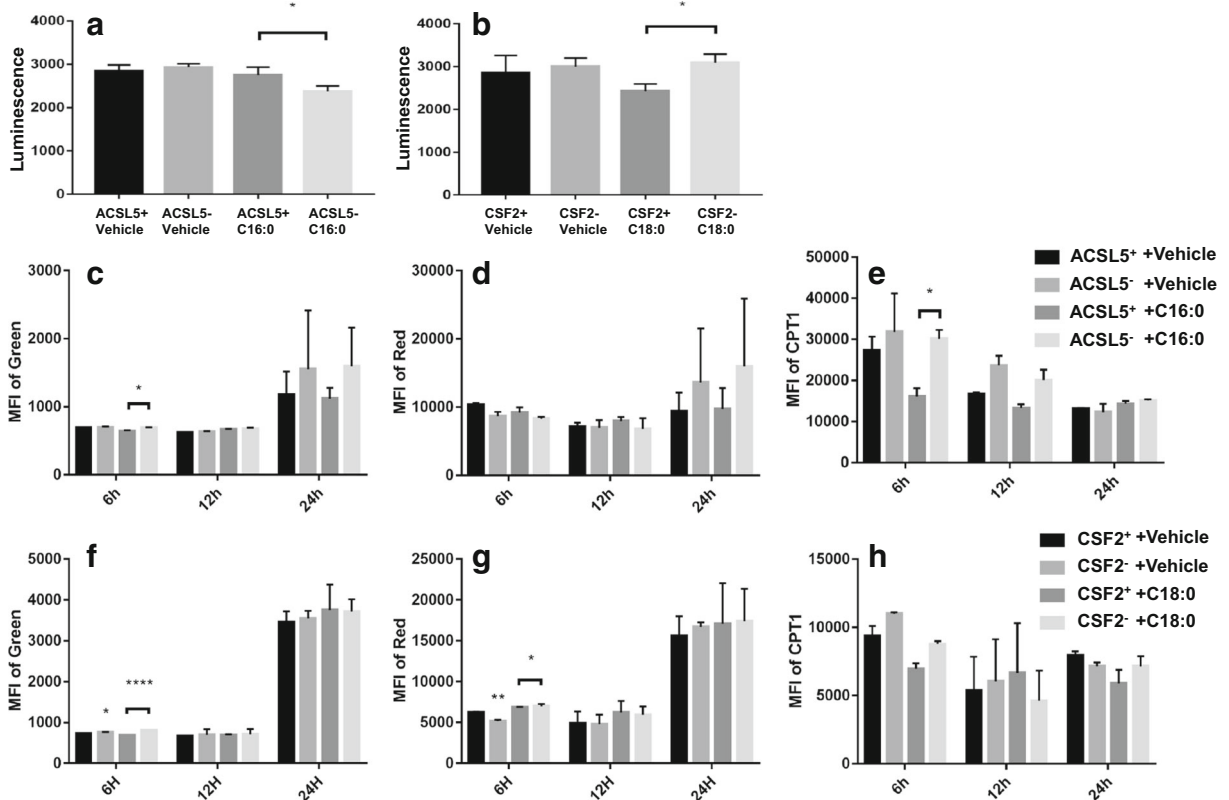 a
*
Luminescence
4000
3000
2000
1000
0
ACSL5+
Vehicle
ACSL5-
Vehicle
ACSL5+
C16:0
ACSL5-
C16:0
b
*
Luminescence
4000
3000
2000
1000
0
CSF2+
Vehicle
CSF2-
Vehicle
CSF2+
C18:0
CSF2-
C18:0
c
MFI of Green
3000
2000
1000
0
*
6h
12h
24h
d
MFI of Red
30000
20000
10000
0
6h
12h
24h
e
MFI of CPT1
50000
40000
30000
20000
10000
0
*
6h
12h
24h
ACSL5⁺ +Vehicle
ACSL5⁻ +Vehicle
ACSL5⁺ +C16:0
ACSL5⁻ +C16:0
f
MFI of Green
5000
4000
3000
2000
1000
0
*
****
6H
12H
24H
g
MFI of Red
25000
20000
15000
10000
5000
0
**
*
6H
12H
24H
h
MFI of CPT1
15000
10000
5000
0
6h
12h
24h
CSF2⁺ +Vehicle
CSF2⁻ +Vehicle
CSF2⁺ +C18:0
CSF2⁻ +C18:0